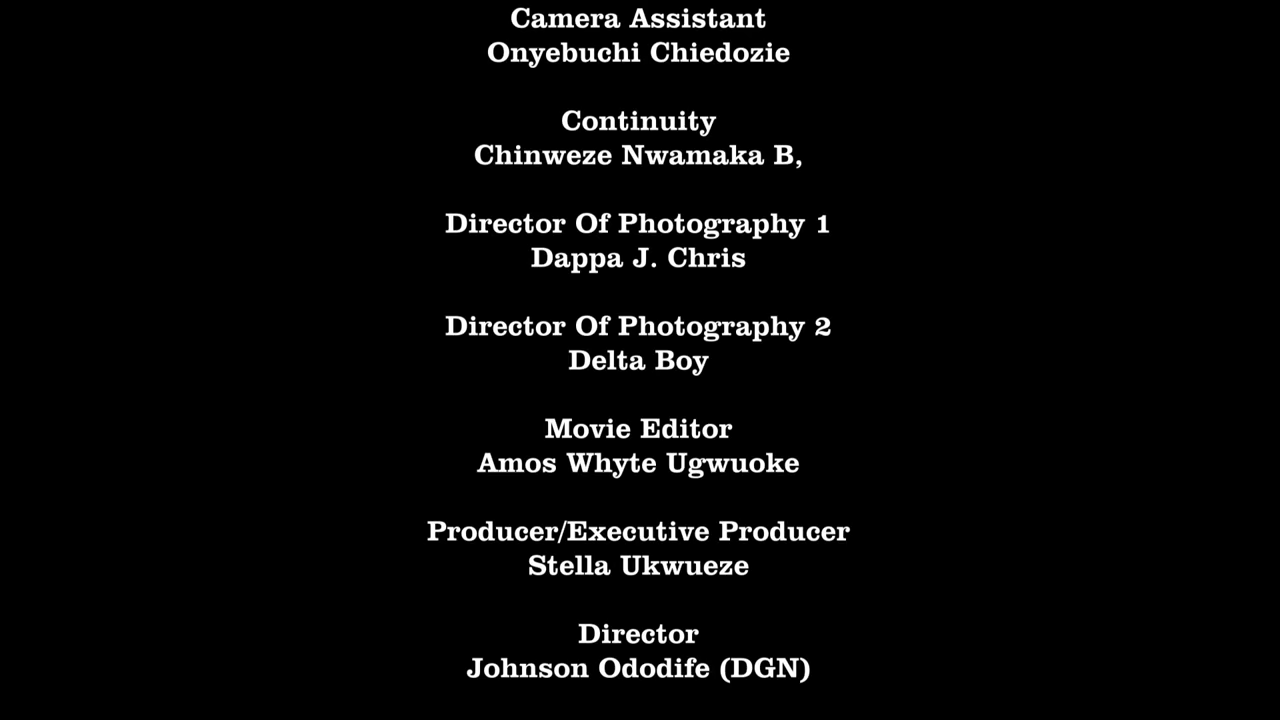 Camera Assistant
Onyebuchi Chiedozie
Continuity
Chinweze Nwamaka B,
Director Of Photography 1
Dappa J. Chris
Director Of Photography 2
Delta Boy
Movie Editor
Amos Whyte Ugwuoke
Producer/Executive Producer
Stella Ukwueze
Director
Johnson Ododife (DGN)